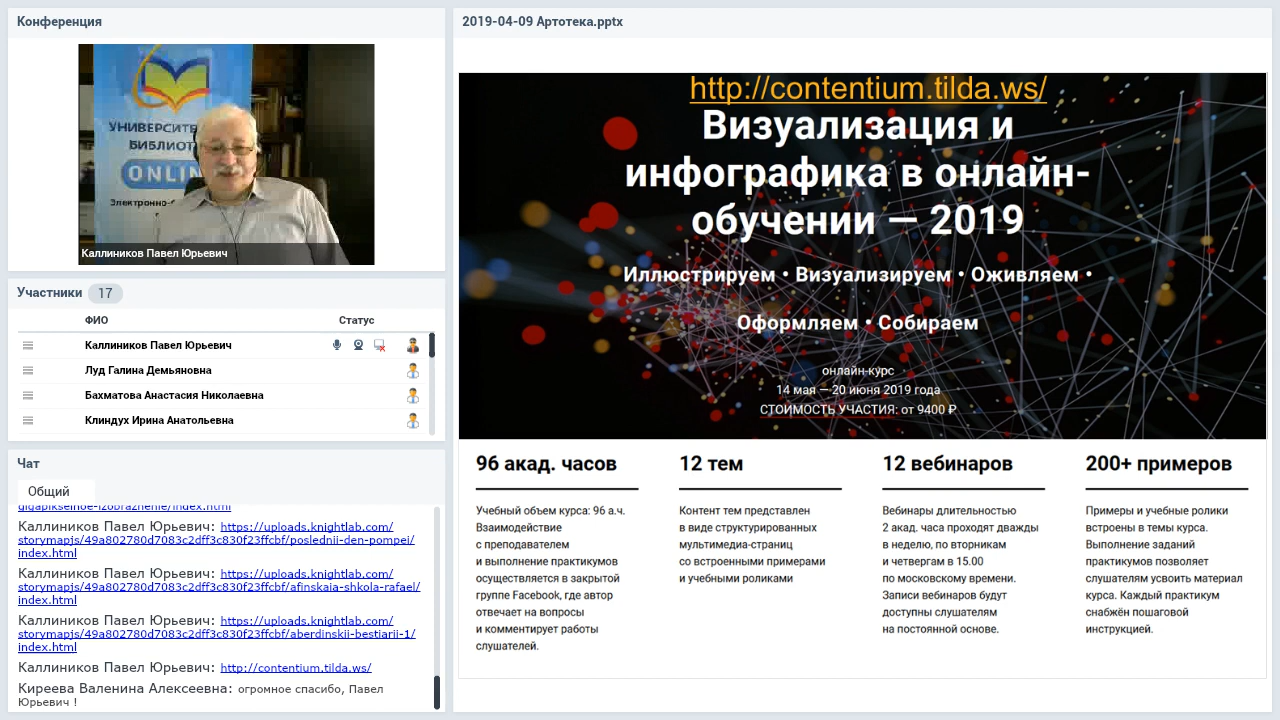 Конференция
УНИВЕРСИТЕ
БИБЛИОТ
ONLIN
Каллиников Павел Юрьевич
Участники 17
ФИО Статус
Каллиников Павел Юрьевич
Луд Галина Демьяновна
Бахматова Анастасия Николаевна
Клиндух Ирина Анатольевна
Чат
Общий
gigapikselnoe-izobrazhenie/index.html
Каллиников Павел Юрьевич: https://uploads.knightlab.com/
storymapjs/49a802780d7083c2dff3c830f23ffcbf/poslednii-den-pompei/
index.html
Каллиников Павел Юрьевич: https://uploads.knightlab.com/
storymapjs/49a802780d7083c2dff3c830f23ffcbf/afinskaia-shkola-rafael/
index.html
Каллиников Павел Юрьевич: https://uploads.knightlab.com/
storymapjs/49a802780d7083c2dff3c830f23ffcbf/aberdinskii-bestiarii-1/
index.html
Каллиников Павел Юрьевич: http://contentium.tilda.ws/
Киреева Валенина Алексеевна: огромное спасибо, Павел
Юрьевич !
2019-04-09 Артотека.pptx
http://contentium.tilda.ws/
Визуализация и
инфографика в онлайн-
обучении — 2019
Иллюстрируем • Визуализируем • Оживляем •
Оформляем • Собираем
онлайн-курс
14 мая — 20 июня 2019 года
СТОИМОСТЬ УЧАСТИЯ: от 9400 ₽
96 акад. часов
Учебный объем курса: 96 а.ч.
Взаимодействие
с преподавателем
и выполнение практикумов
осуществляется в закрытой
группе Facebook, где автор
отвечает на вопросы
и комментирует работы
слушателей.
12 тем
Контент тем представлен
в виде структурированных
мультимедиа-страниц
со встроенными примерами
и учебными роликами
12 вебинаров
Вебинары длительностью
2 акад. часа проходят дважды
в неделю, по вторникам
и четвергам в 15.00
по московскому времени.
Записи вебинаров будут
доступны слушателям
на постоянной основе.
200+ примеров
Примеры и учебные ролики
встроены в темы курса.
Выполнение заданий
практикумов позволяет
слушателям усвоить материал
курса. Каждый практикум
снабжён пошаговой
инструкцией.